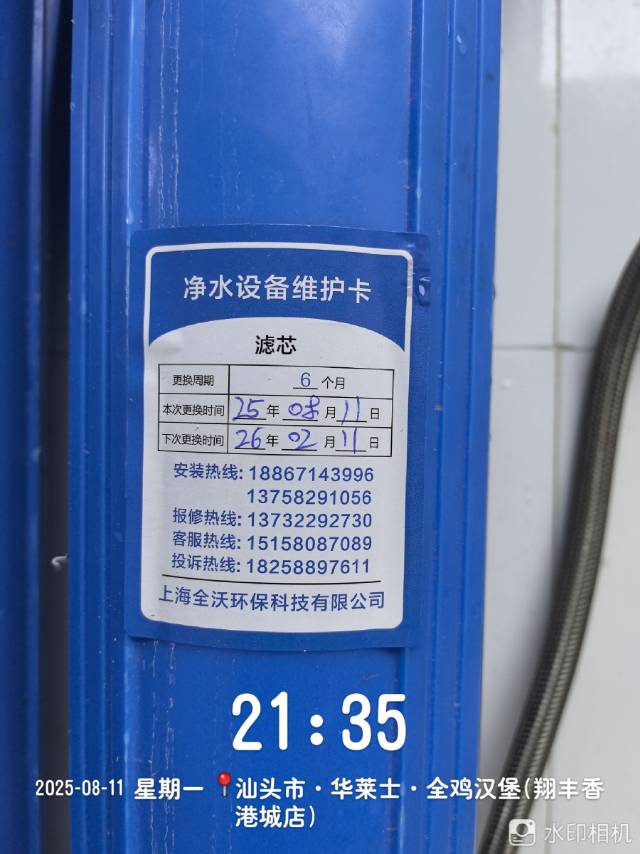 净水设备维护卡
滤芯
更换周期 6 个月
本次更换时间 25 年 08 月 11 日
下次更换时间 26 年 02 月 11 日
安装热线: 18867143996
13758291056
报修热线: 13732292730
客服热线: 15158087089
投诉热线: 18258897611
上海全沃环保科技有限公司
21:35
2025-08-11 星期一 汕头市·华莱士·全鸡汉堡(翔丰香
港城店)
水印相机